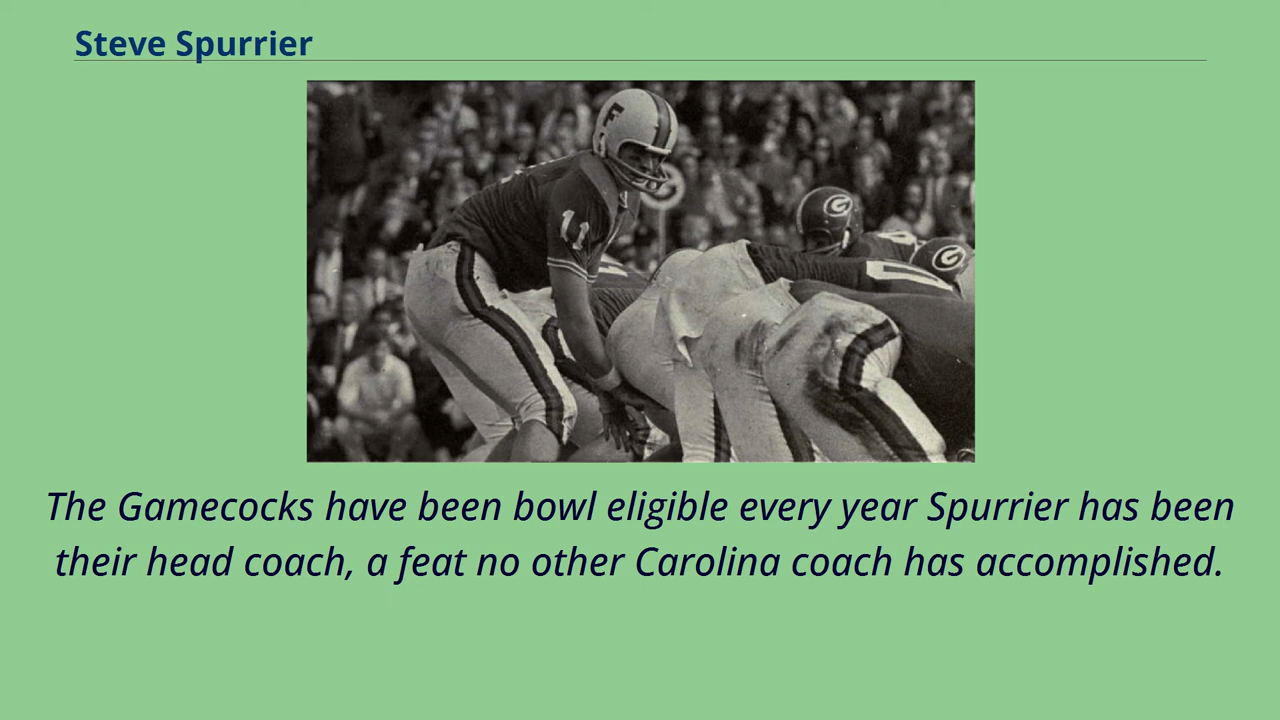 Steve Spurrier
F
11
G
G
The Gamecocks have been bowl eligible every year Spurrier has been
their head coach, a feat no other Carolina coach has accomplished.